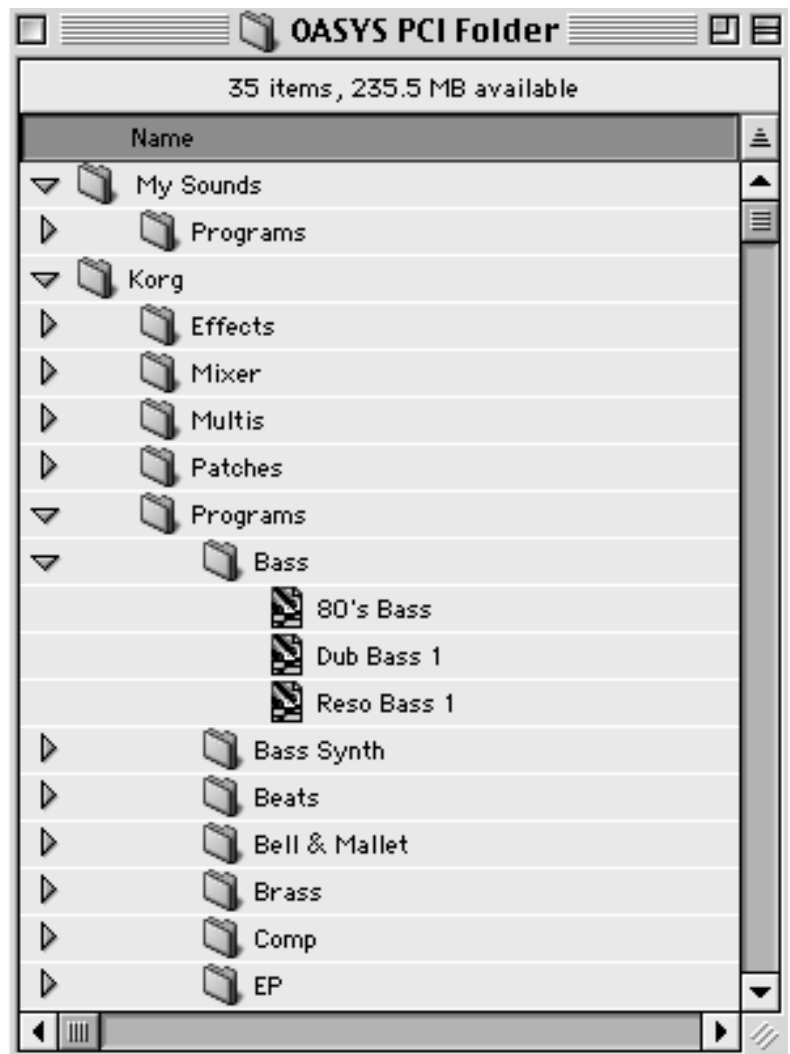 OASYS PCI Folder
35 items, 235.5 MB available
Name
My Sounds
Programs
Korg
Effects
Mixer
Multis
Patches
Programs
Bass
80's Bass
Dub Bass 1
Reso Bass 1
Bass Synth
Beats
Bell & Mallet
Brass
Comp
EP